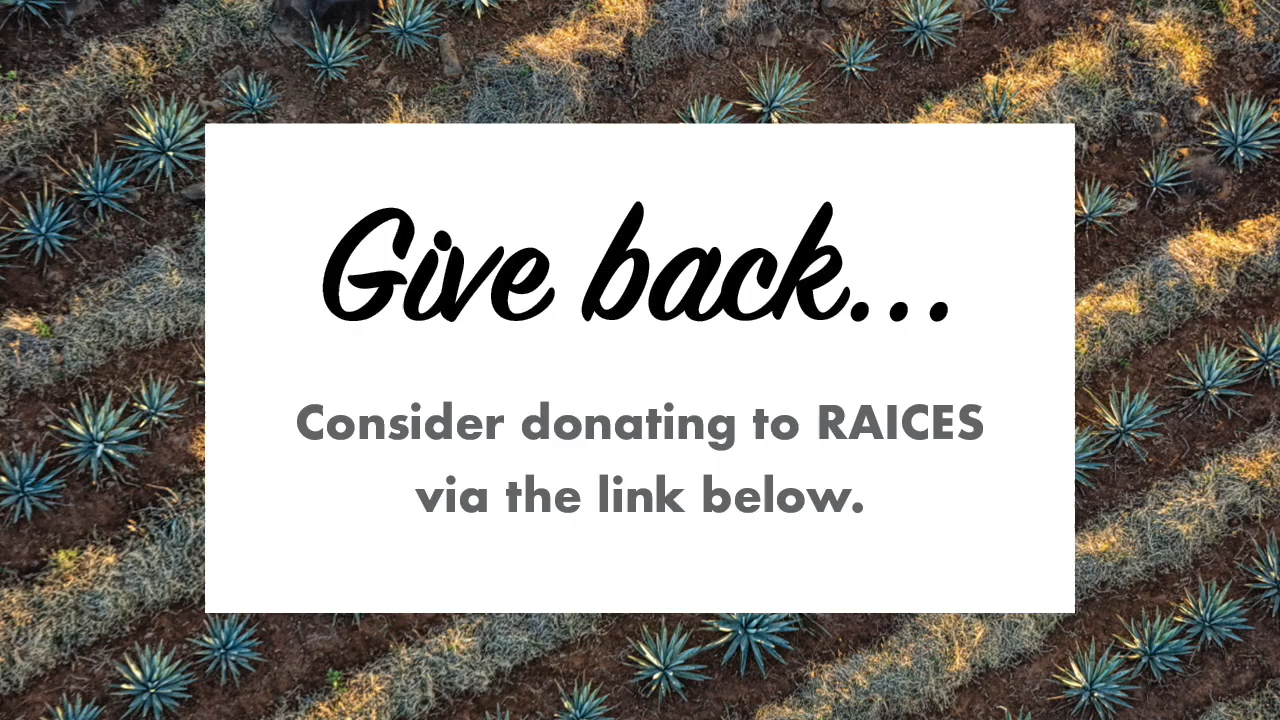 Give back...
Consider donating to RAICES
via the link below.